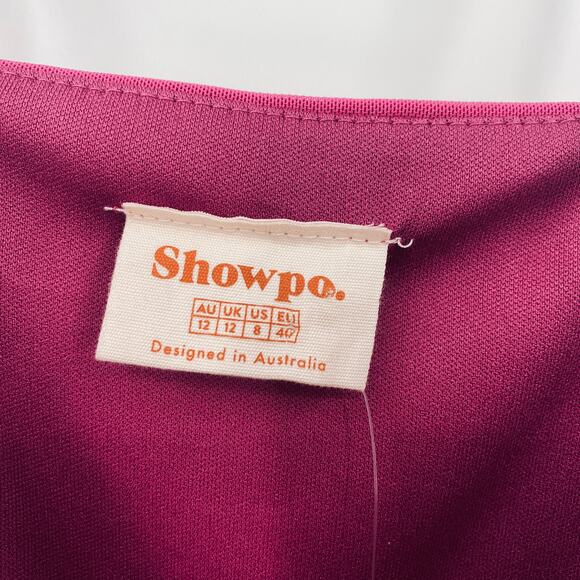 Showpo.
AU UK US EU
12 12 8 40
Designed in Australia